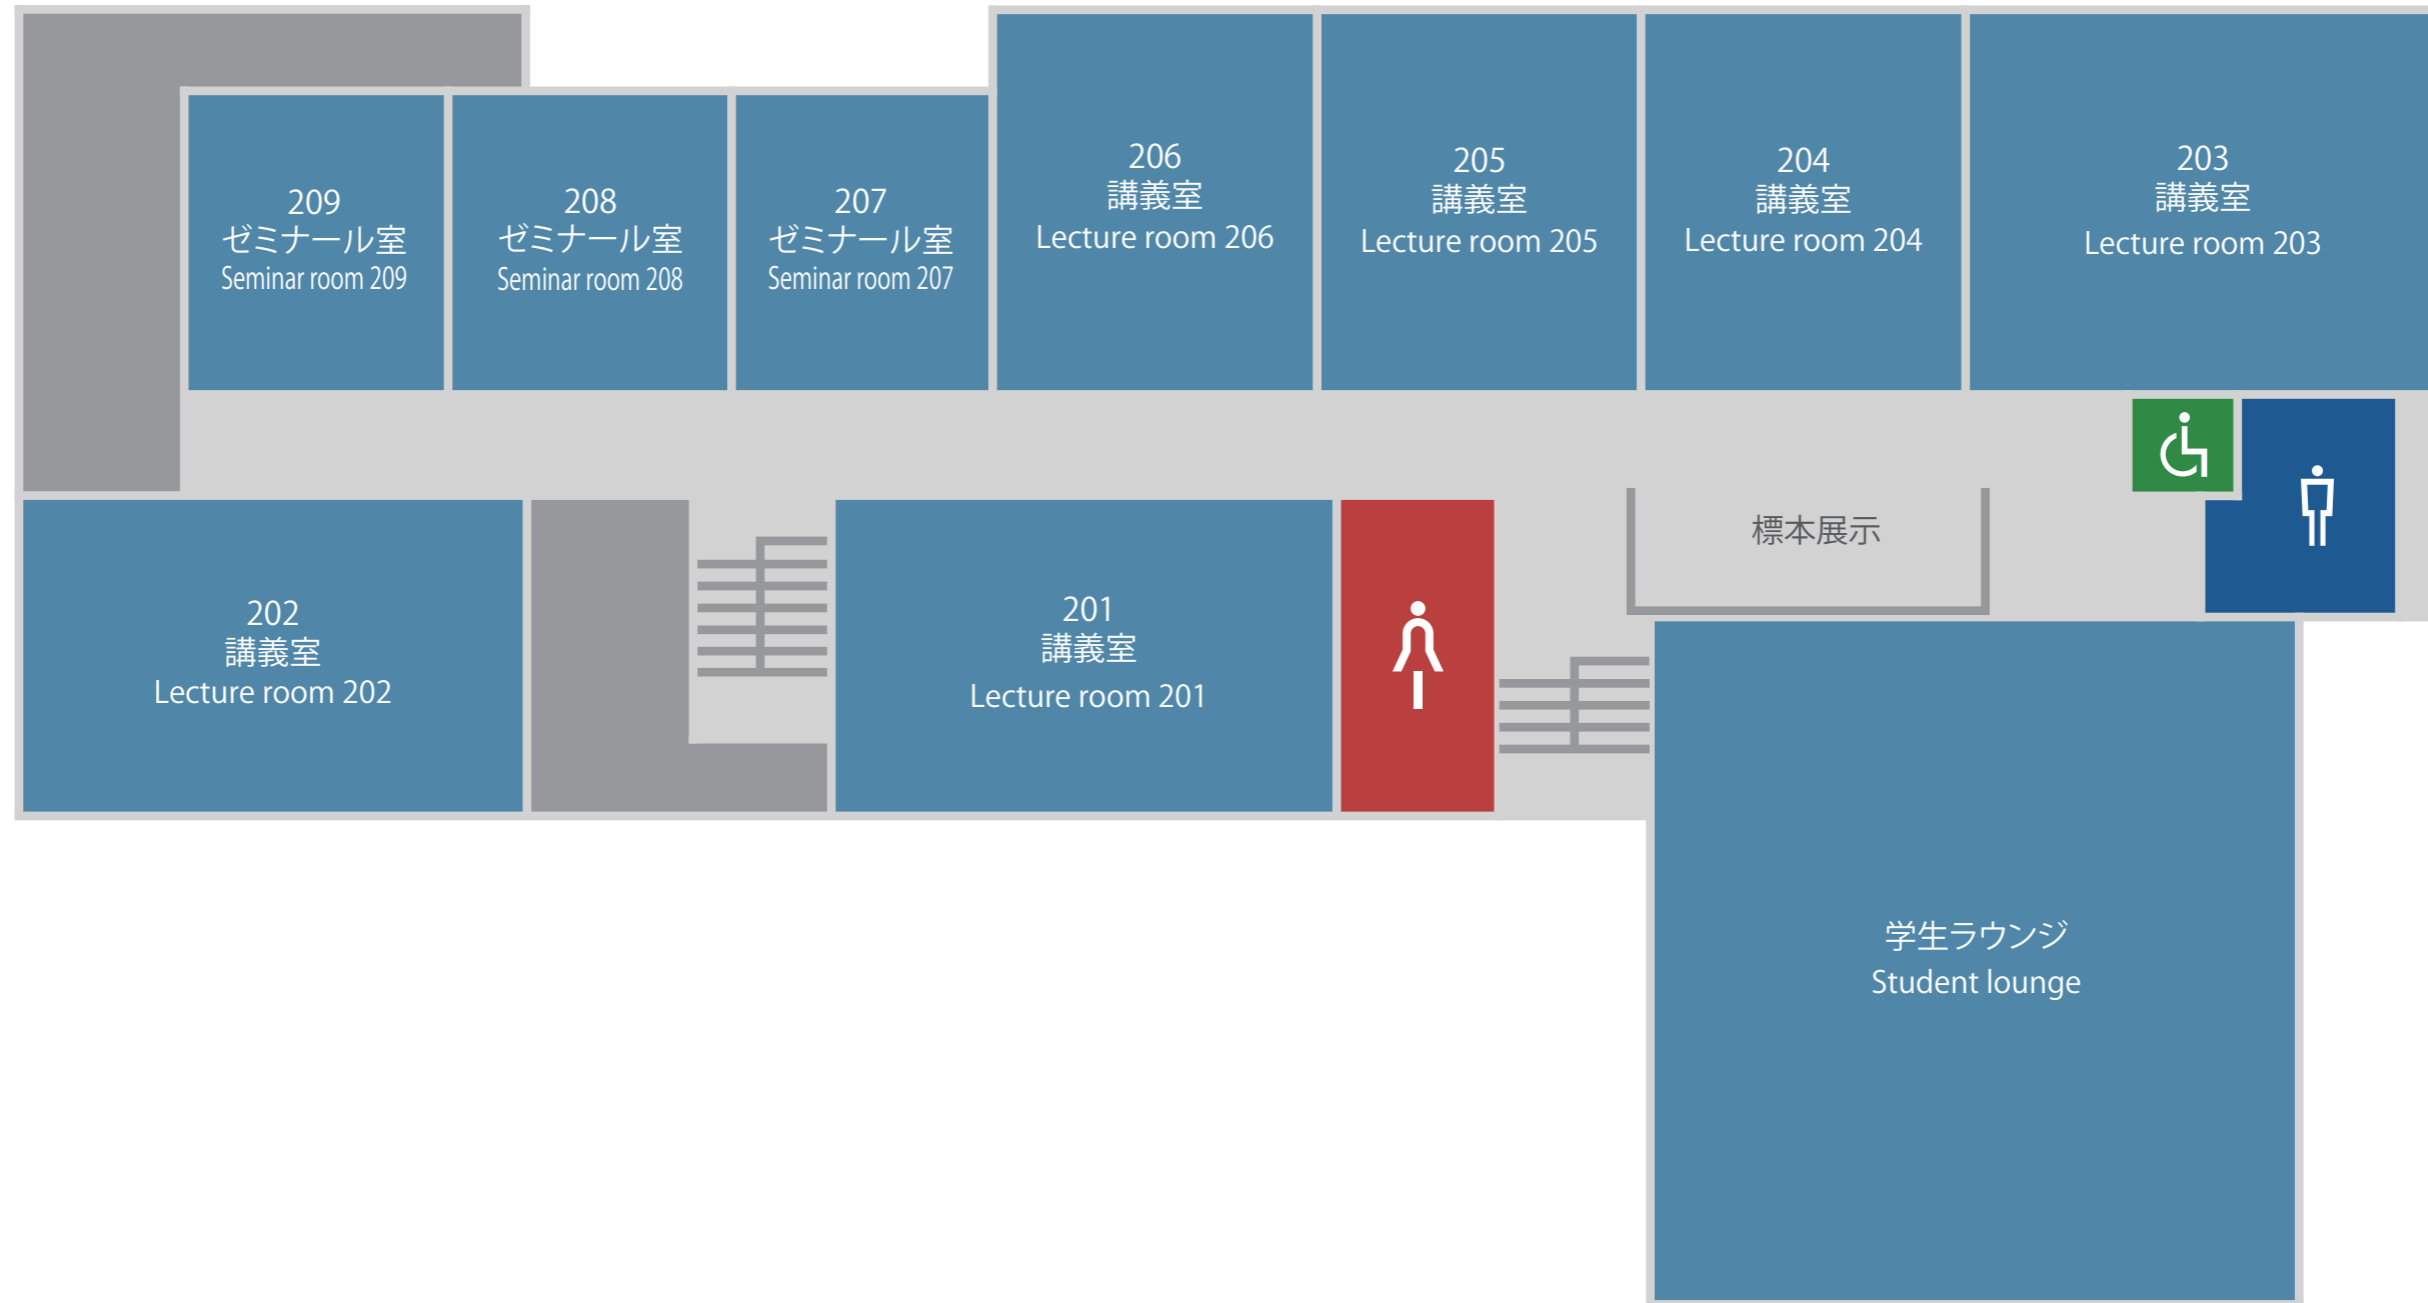 209
ゼミナール室
Seminar room 209
208
ゼミナール室
Seminar room 208
207
ゼミナール室
Seminar room 207
206
講義室
Lecture room 206
205
講義室
Lecture room 205
204
講義室
Lecture room 204
203
講義室
Lecture room 203
202
講義室
Lecture room 202
201
講義室
Lecture room 201
標本展示
学生ラウンジ
Student lounge